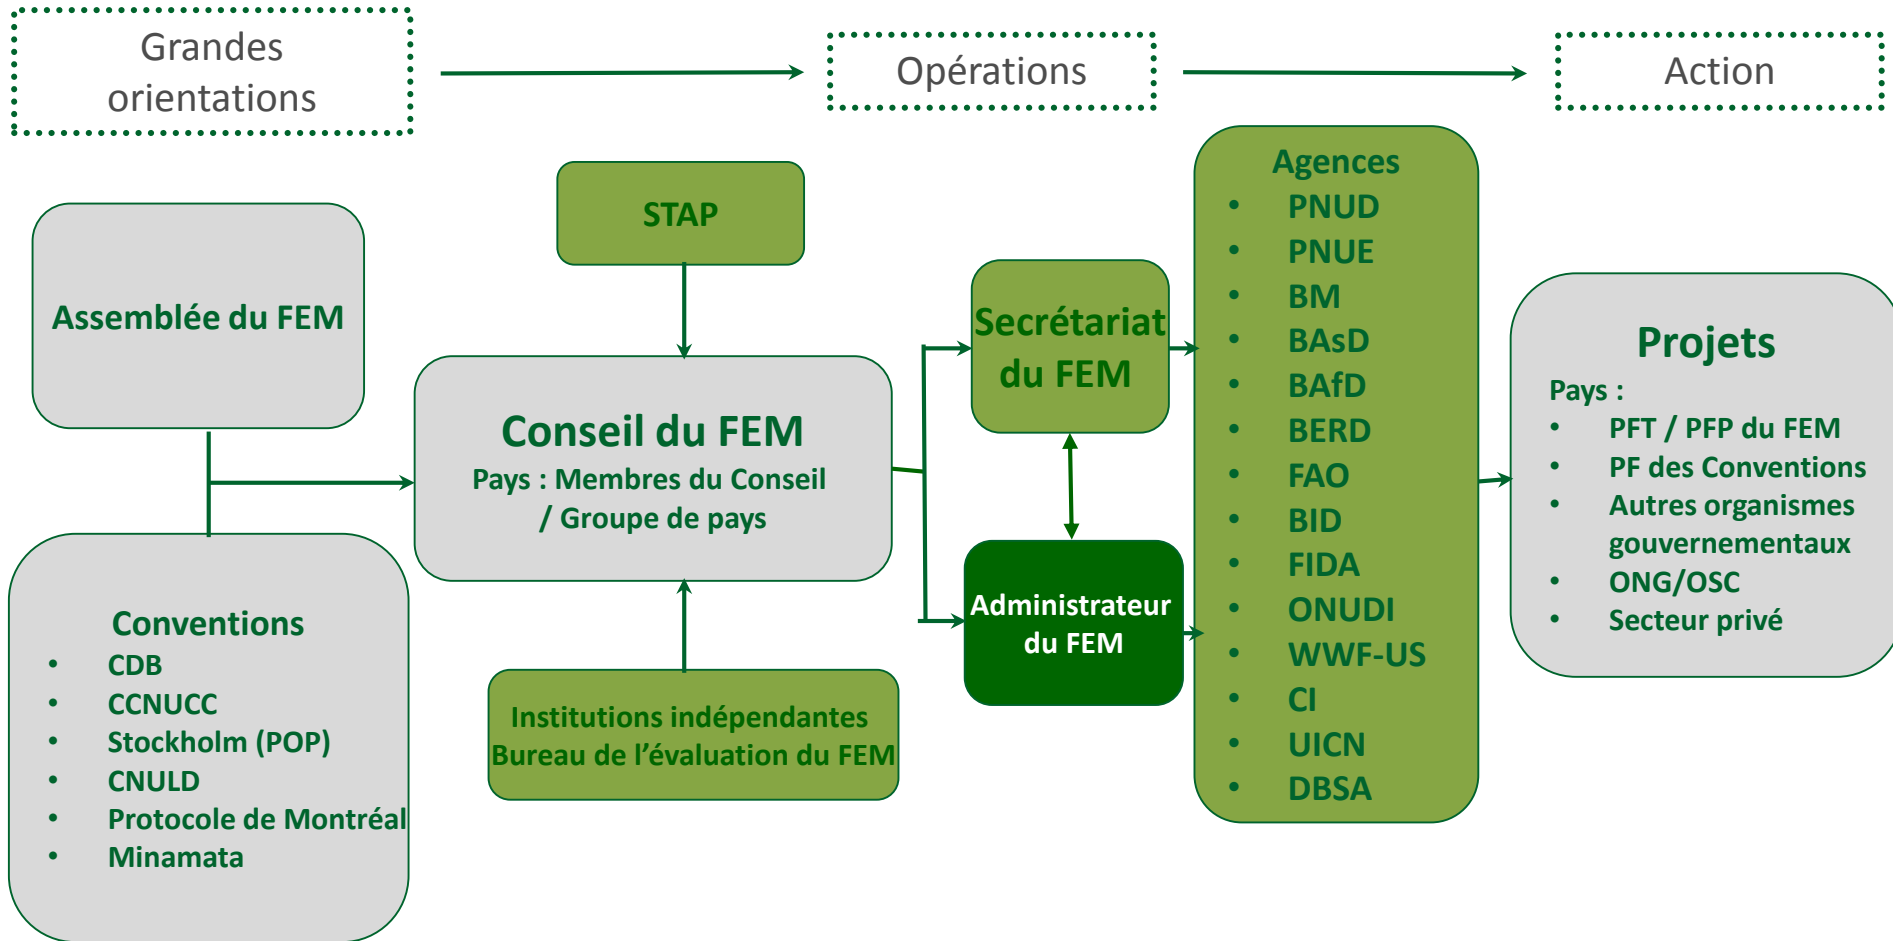 Grandes
orientations
Opérations
Action
Assemblée du FEM
Conventions
• CDB
• CCNUCC
• Stockholm (POP)
• CNULD
• Protocole de Montréal
• Minamata
STAP
Conseil du FEM
Pays : Membres du Conseil
/ Groupe de pays
Institutions indépendantes
Bureau de l’évaluation du FEM
Secrétariat
du FEM
Administrateur
du FEM
Agences
• PNUD
• PNUE
• BM
• BAsD
• BAfD
• BERD
• FAO
• BID
• FIDA
• ONUDI
• WWF-US
• CI
• UICN
• DBSA
Projets
Pays :
• PFT / PFP du FEM
• PF des Conventions
• Autres organismes
gouvernementaux
• ONG/OSC
• Secteur privé